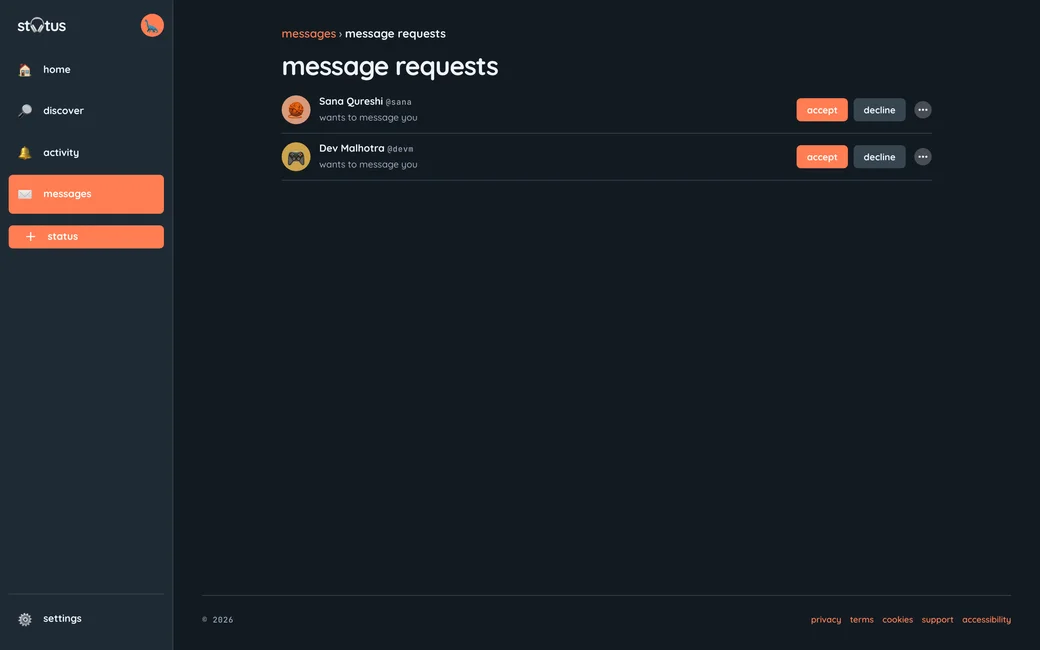 status
home
discover
activity
messages
+ status
settings
messages › message requests
message requests
Sana Qureshi @sana
wants to message you
accept decline
Dev Malhotra @devm
wants to message you
accept decline
© 2026
privacy terms cookies support accessibility